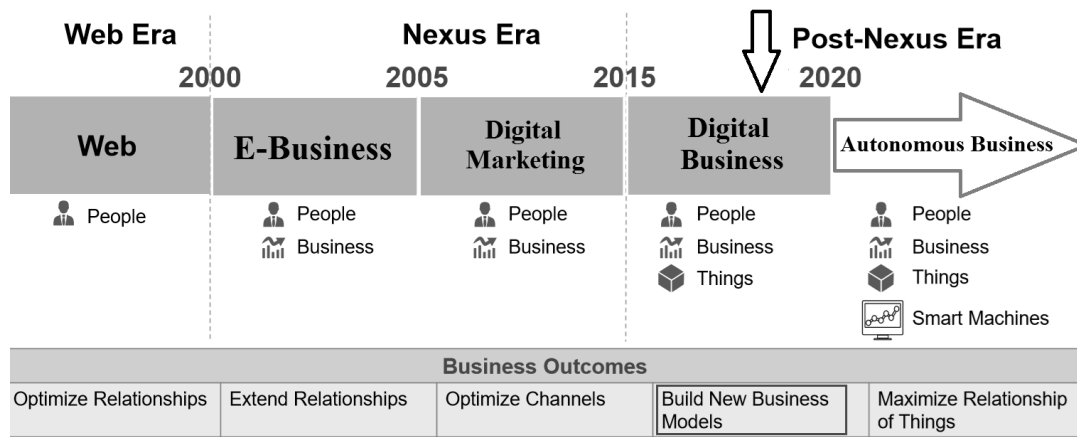 Web Era
Nexus Era
Post-Nexus Era
2000
2005
2015
2020
Web
E-Business
Digital
Marketing
Digital
Business
Autonomous Business
People
People
Business
People
Business
People
Business
Things
People
Business
Things
Smart Machines
Business Outcomes
Optimize Relationships
Extend Relationships
Optimize Channels
Build New Business
Models
Maximize Relationship
of Things